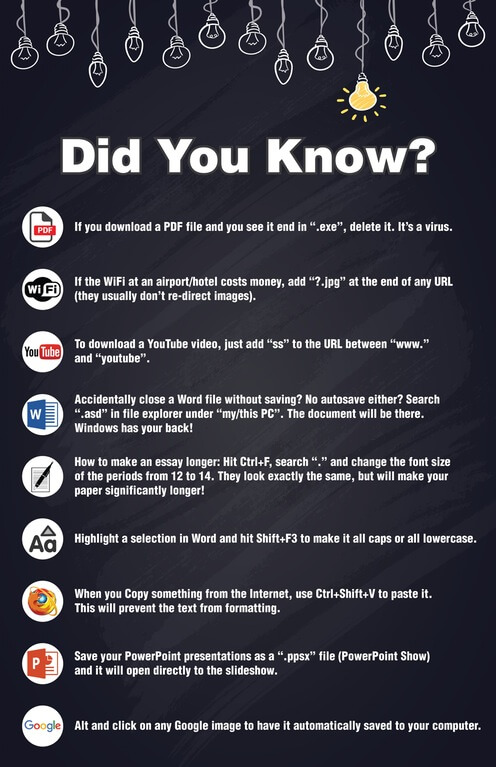 Did You Know?
PDF
If you download a PDF file and you see it end in “.exe”, delete it. It’s a virus.
Wi Fi
If the WiFi at an airport/hotel costs money, add “?.jpg” at the end of any URL
(they usually don’t re-direct images).
YouTube
To download a YouTube video, just add “ss” to the URL between “www.”
and “youtube”.
W
Accidentally close a Word file without saving? No autosave either? Search
“.asd” in file explorer under “my/this PC”. The document will be there.
Windows has your back!
How to make an essay longer: Hit Ctrl+F, search “.” and change the font size
of the periods from 12 to 14. They look exactly the same, but will make your
paper significantly longer!
Aa
Highlight a selection in Word and hit Shift+F3 to make it all caps or all lowercase.
When you Copy something from the Internet, use Ctrl+Shift+V to paste it.
This will prevent the text from formatting.
P
Save your PowerPoint presentations as a “.ppsx” file (PowerPoint Show)
and it will open directly to the slideshow.
Google
Alt and click on any Google image to have it automatically saved to your computer.